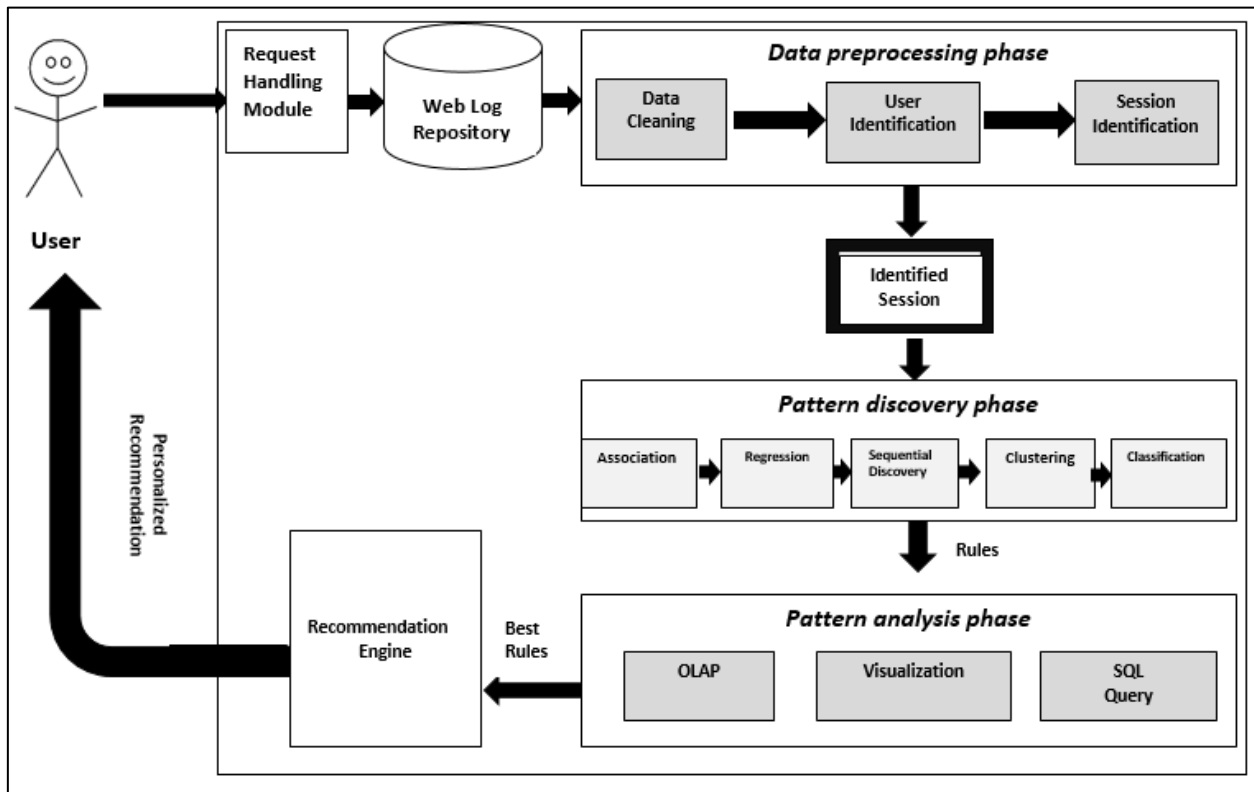 Request
Handling
Module
Web Log
Repository
Data preprocessing phase
Data
Cleaning
User
Identification
Session
Identification
User
Identified
Session
Pattern discovery phase
Association
Regression
Sequential
Discovery
Clustering
Classification
Rules
Personalized
Recommendation
Recommendation
Engine
Best
Rules
Pattern analysis phase
OLAP
Visualization
SQL
Query